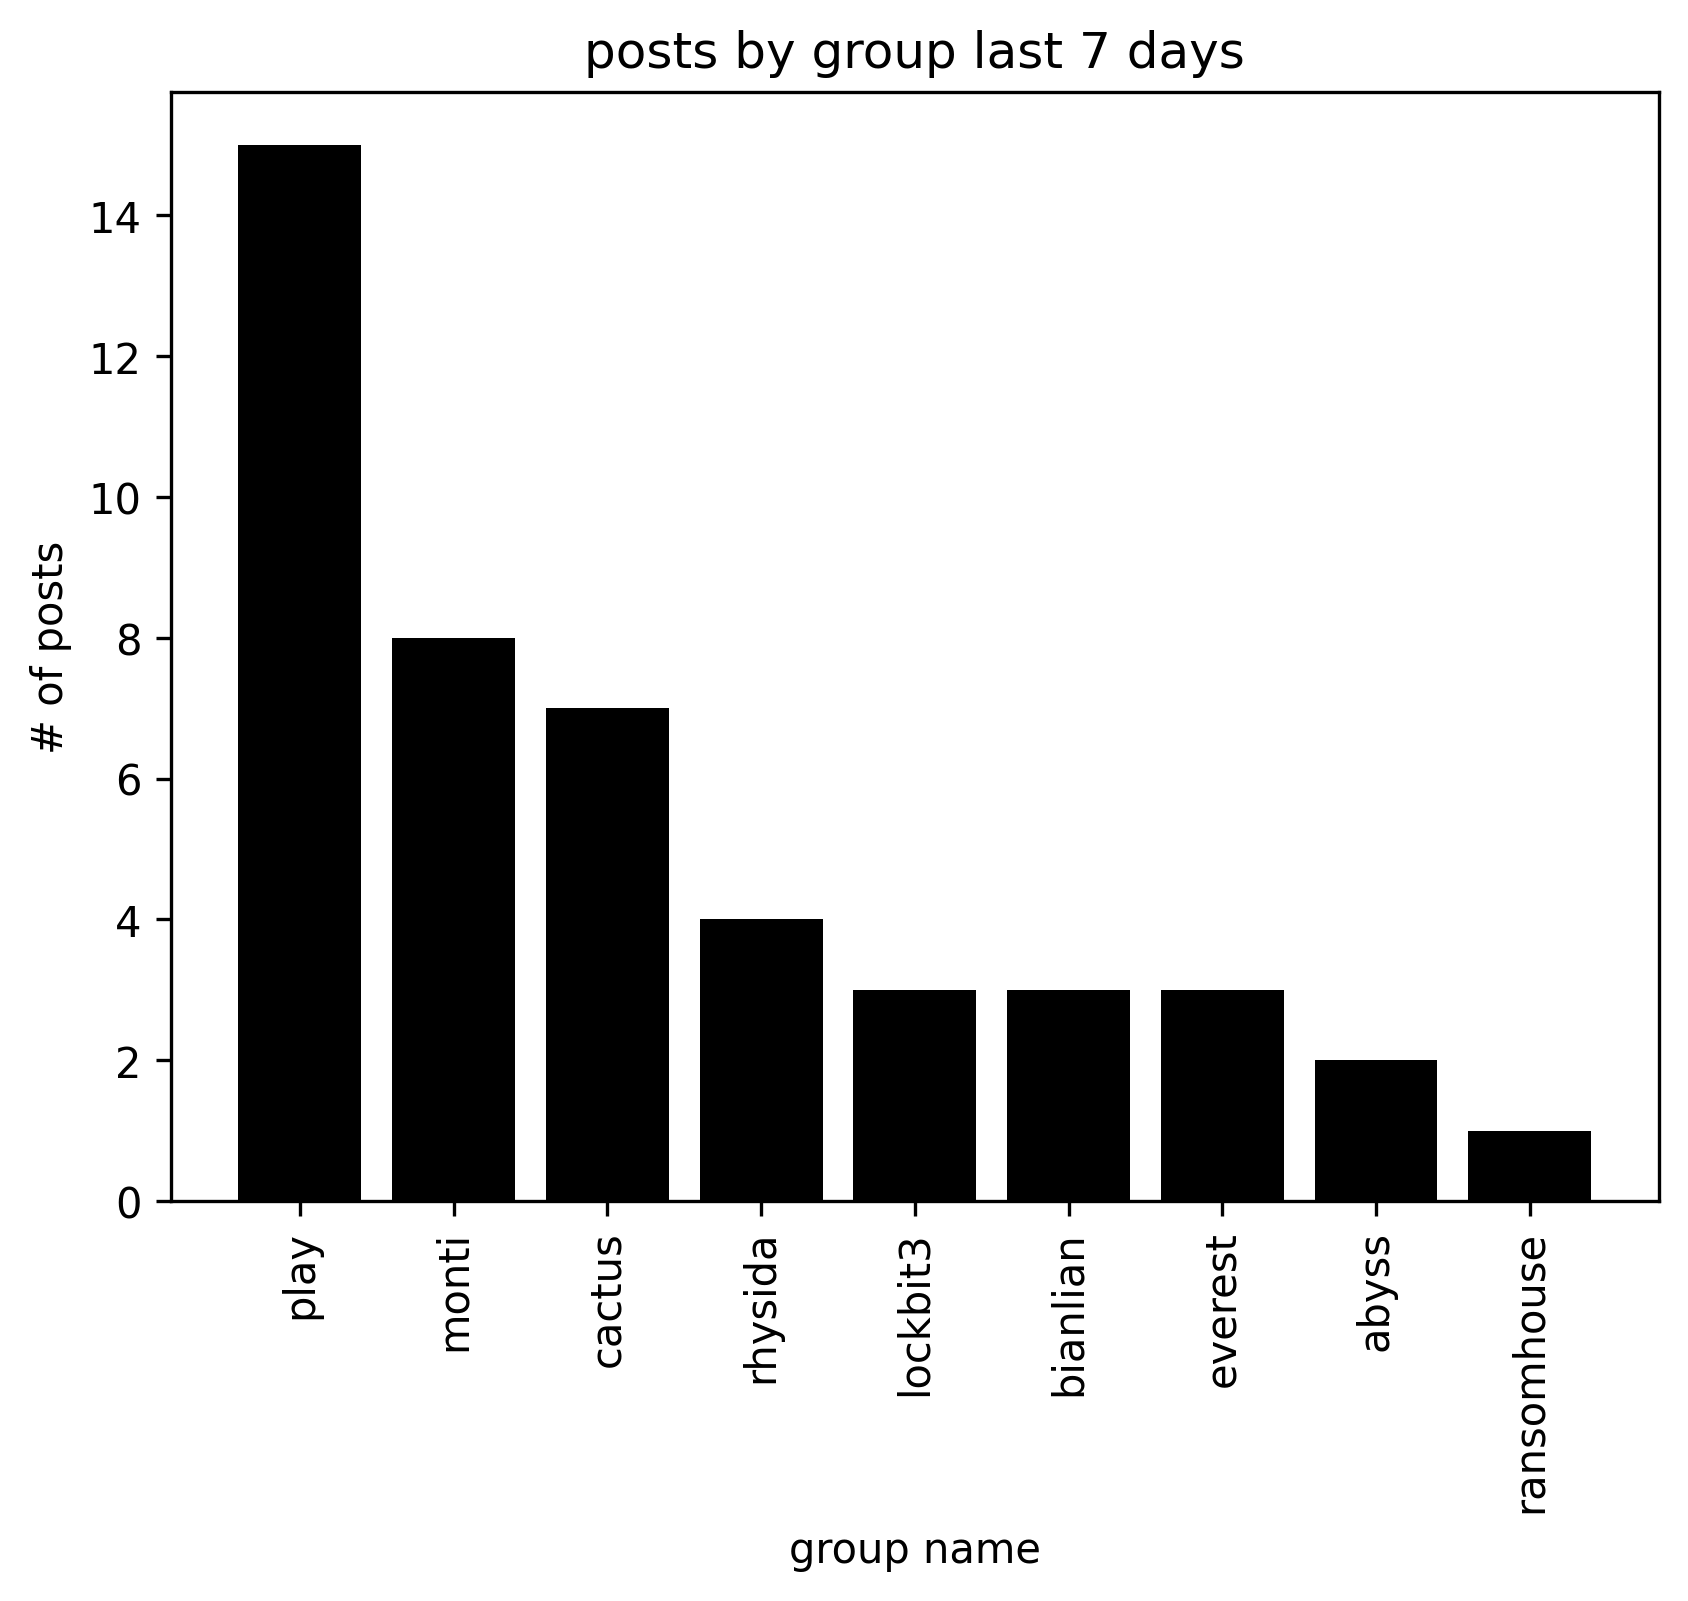 posts by group last 7 days
# of posts
14
12
10
8
6
4
2
0
play
monti
cactus
rhysida
lockbit3
bianlian
everest
abyss
ransomhouse
group name